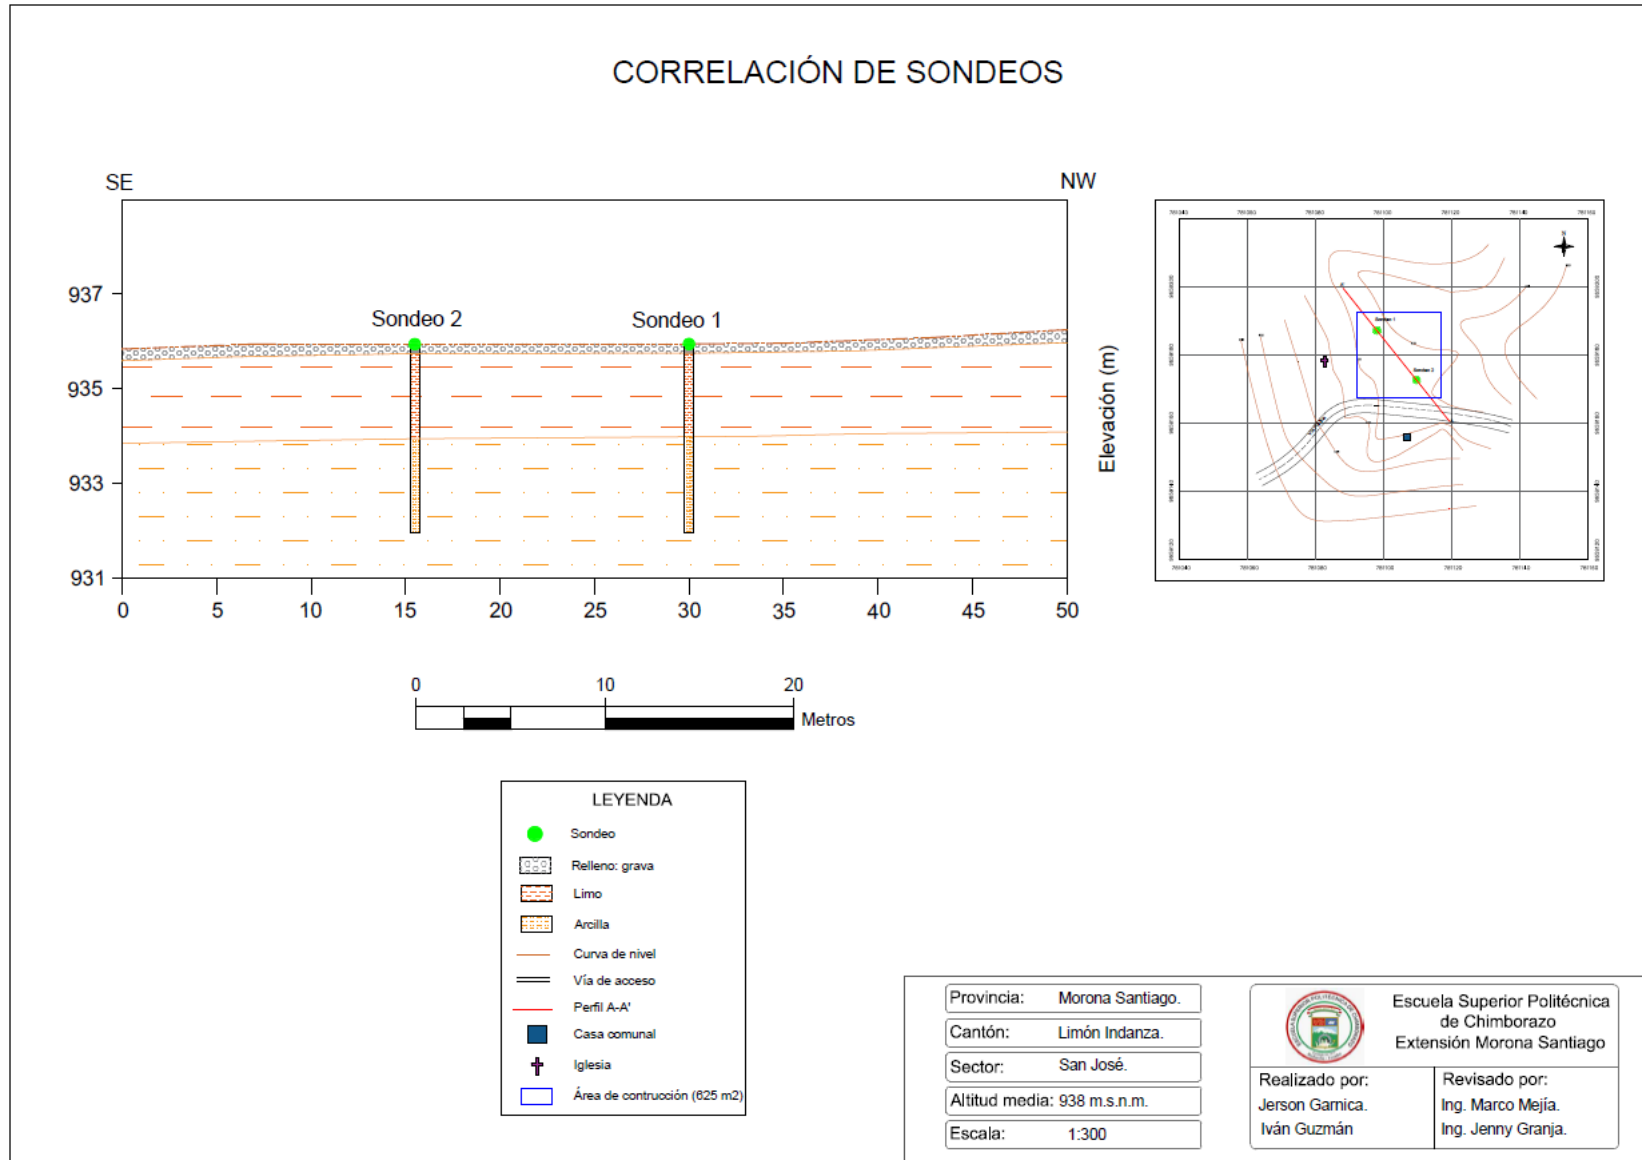 CORRELACIÓN DE SONDEOS
SE
NW
937
935
933
931
Sondeo 2
Sondeo 1
0 5 10 15 20 25 30 35 40 45 50
Elevación (m)
0 10 20
Metros
Sondeo 1
Sondeo 2
N
LEYENDA
Sondeo
Relleno: grava
Limo
Arcilla
Curva de nivel
Vía de acceso
Perfil A-A'
Casa comunal
Iglesia
Área de contrucción (625 m2)
Provincia: Morona Santiago.
Cantón: Limón Indanza.
Sector: San José.
Altitud media: 938 m.s.n.m.
Escala: 1:300
Escuela Superior Politécnica
de Chimborazo
Extensión Morona Santiago
Realizado por:
Jerson Garnica.
Iván Guzmán
Revisado por:
Ing. Marco Mejía.
Ing. Jenny Granja.